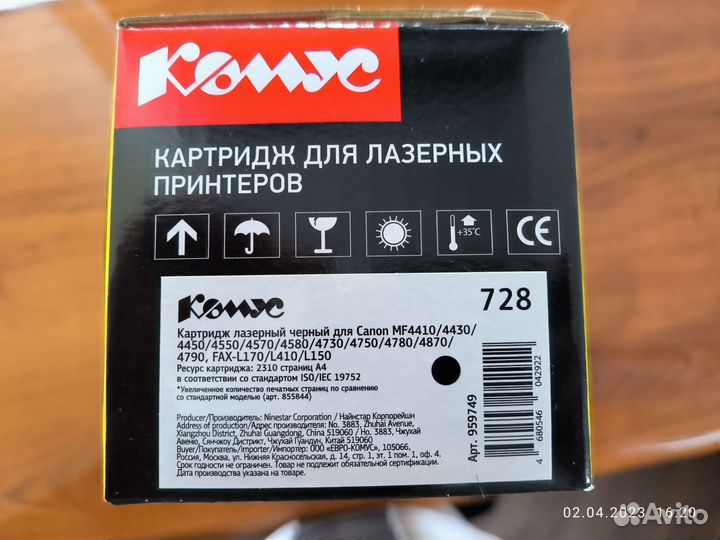 Комус
КАРТРИДЖ ДЛЯ ЛАЗЕРНЫХ
ПРИНТЕРОВ
+35°C
CE
Комус
728
Картридж лазерный черный для Canon MF4410/4430/
4450/4550/4570/4580/4730/4750/4780/4870/
4790, FAX-L170/L410/L150
Ресурс картриджа: 2310 страниц А4
в соответствии со стандартом ISO/IEC 19752
*Увеличенное количество печатных страниц по сравнению
со стандартной моделью (арт. 855844)
Producer/Производитель: Ninestar Corporation / Найнстар Корпорейшн
Address of production/Адрес производства: No. 3883, Zhuhai Avenue,
Xiangzhou District, Zhuhai Guangdong, China 519060 / Но. 3883, Чжухай
Авеню, Сянчжоу Дистрикт, Чжухай Гуандун, Китай 519060
Buyer/Покупатель/Importer/Импортер: ООО «ЕВРО-КОМУС», 105066,
Россия, Москва, ул. Нижняя Красносельская, д. 14, стр. 1, эт. 1 пом. 1, оф. 4.
Срок годности не ограничен. Товар не подлежит обязательной сертификации.
Дата производства указана на товаре.
Арт. 959749
4 680546 042922
02.04.2023 16:20
Avito